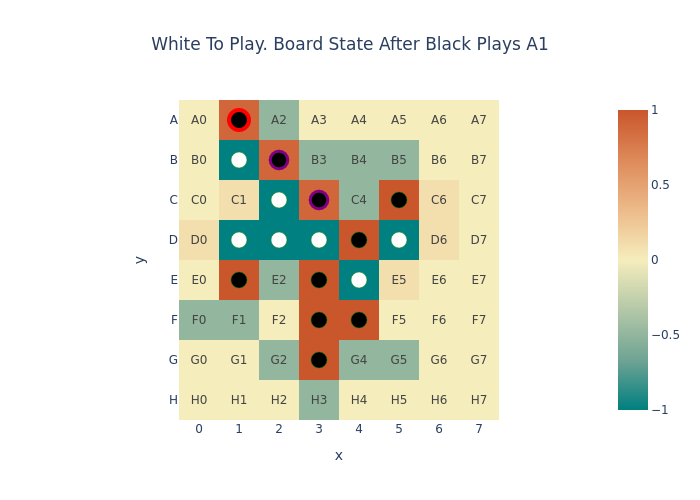 White To Play. Board State After Black Plays A1
A A0 A2 A3 A4 A5 A6 A7
B B0 B3 B4 B5 B6 B7
C C0 C1 C4 C6 C7
D D0 D6 D7
E E0 E2 E5 E6 E7
F F0 F1 F2 F5 F6 F7
G G0 G1 G2 G4 G5 G6 G7
H H0 H1 H2 H3 H4 H5 H6 H7
0 1 2 3 4 5 6 7
x
y
1
0.5
0
−0.5
−1